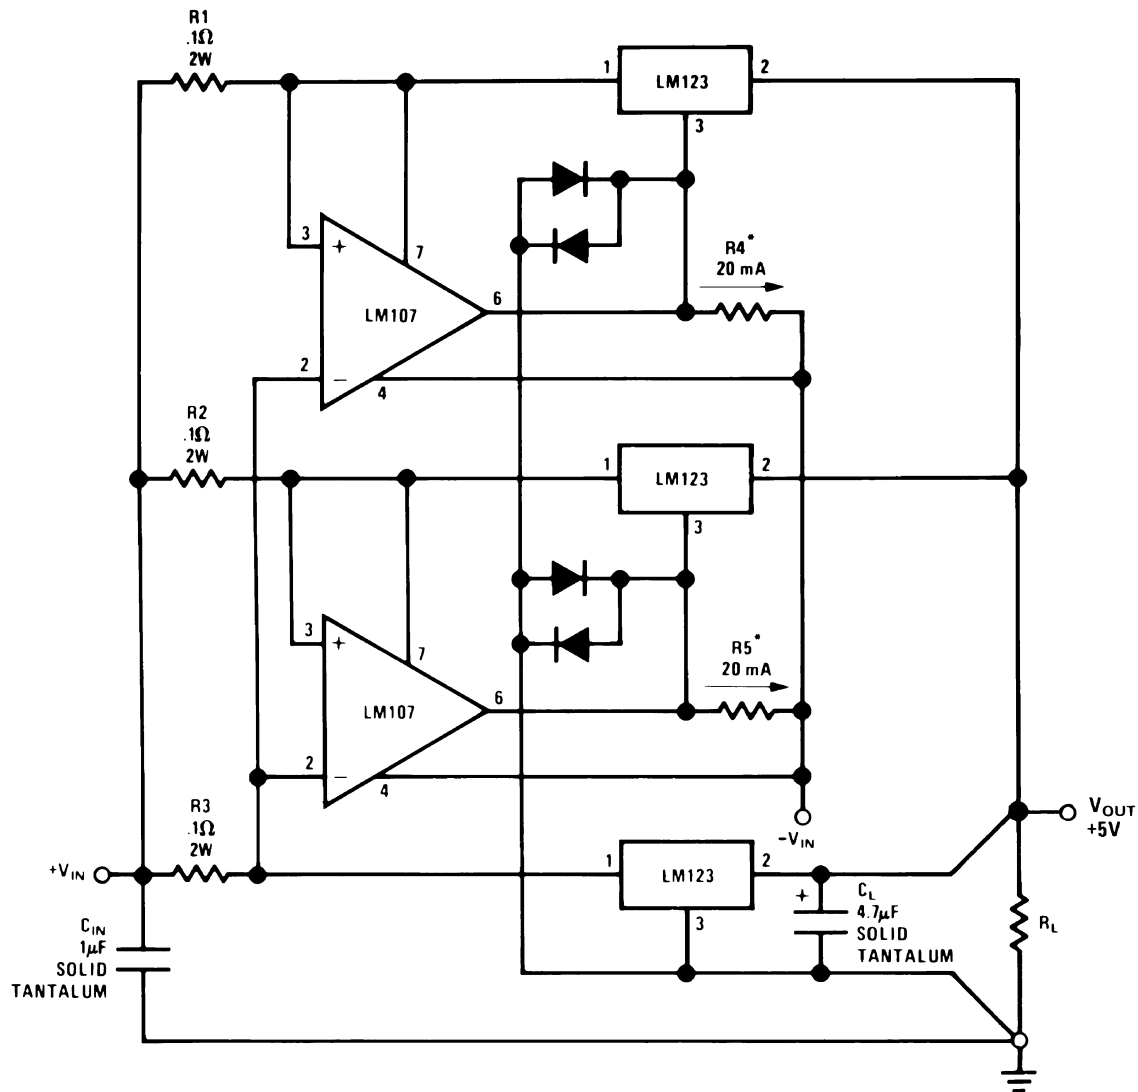 R1
.1Ω
2W
1
LM123
2
3
3
+
7
R4*
20 mA
LM107
6
2
−
4
R2
.1Ω
2W
1
LM123
2
3
3
+
7
R5*
20 mA
LM107
6
2
−
4
R3
.1Ω
2W
−VIN
VOUT
+5V
+VIN
1
LM123
2
3
+
CL
4.7μF
SOLID
TANTALUM
RL
CIN
1μF
SOLID
TANTALUM